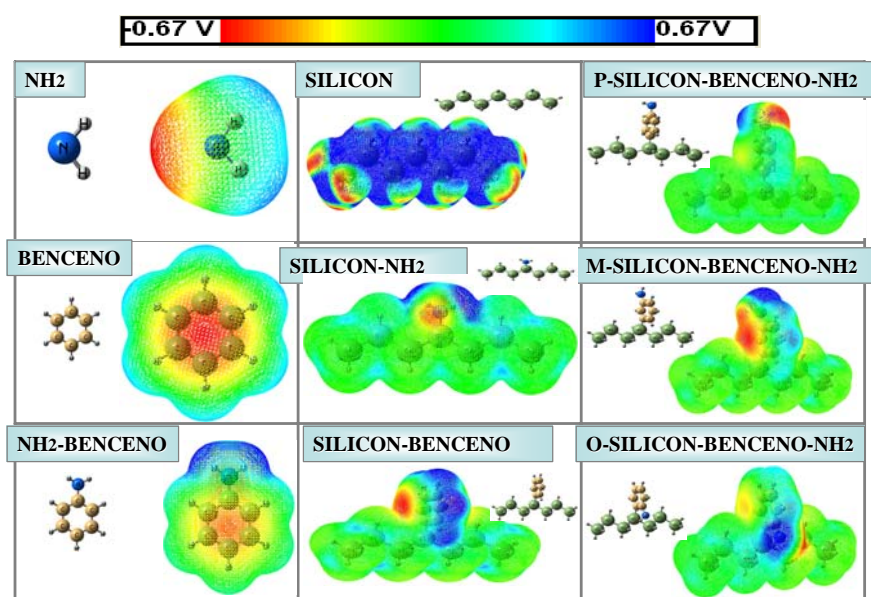 -0.67 V 0.67V
NH2 SILICON P-SILICON-BENCENO-NH2
N H H
BENCENO SILICON-NH2 M-SILICON-BENCENO-NH2
NH2-BENCENO SILICON-BENCENO O-SILICON-BENCENO-NH2